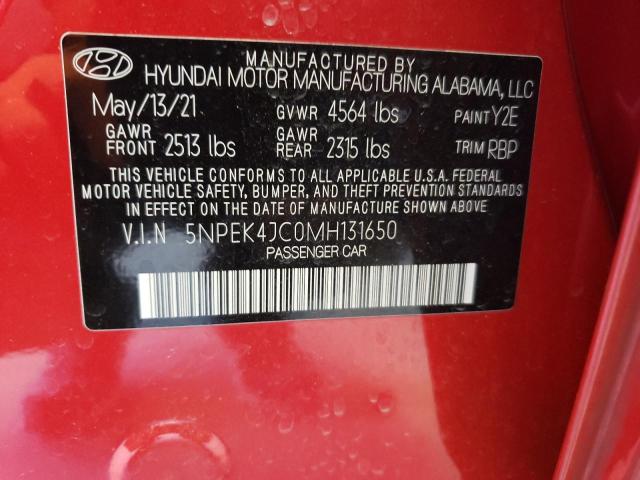 MANUFACTURED BY
HYUNDAI MOTOR MANUFACTURING ALABAMA, LLC
May/13/21 GVWR 4564 lbs PAINT Y2E
GAWR FRONT 2513 lbs GAWR REAR 2315 lbs TRIM RBP
THIS VEHICLE CONFORMS TO ALL APPLICABLE U.S.A. FEDERAL
MOTOR VEHICLE SAFETY, BUMPER, AND THEFT PREVENTION STANDARDS
IN EFFECT ON THE DATE OF MANUFACTURE SHOWN ABOVE.
V.I.N 5NPEK4JC0MH131650
PASSENGER CAR